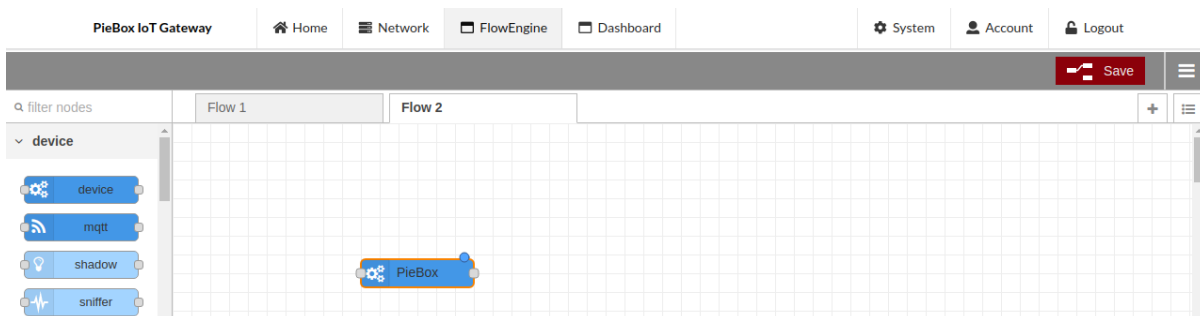 PieBox IoT Gateway Home Network FlowEngine Dashboard System Account Logout
Save
filter nodes Flow 1 Flow 2
device
device
mqtt
shadow
PieBox
sniffer